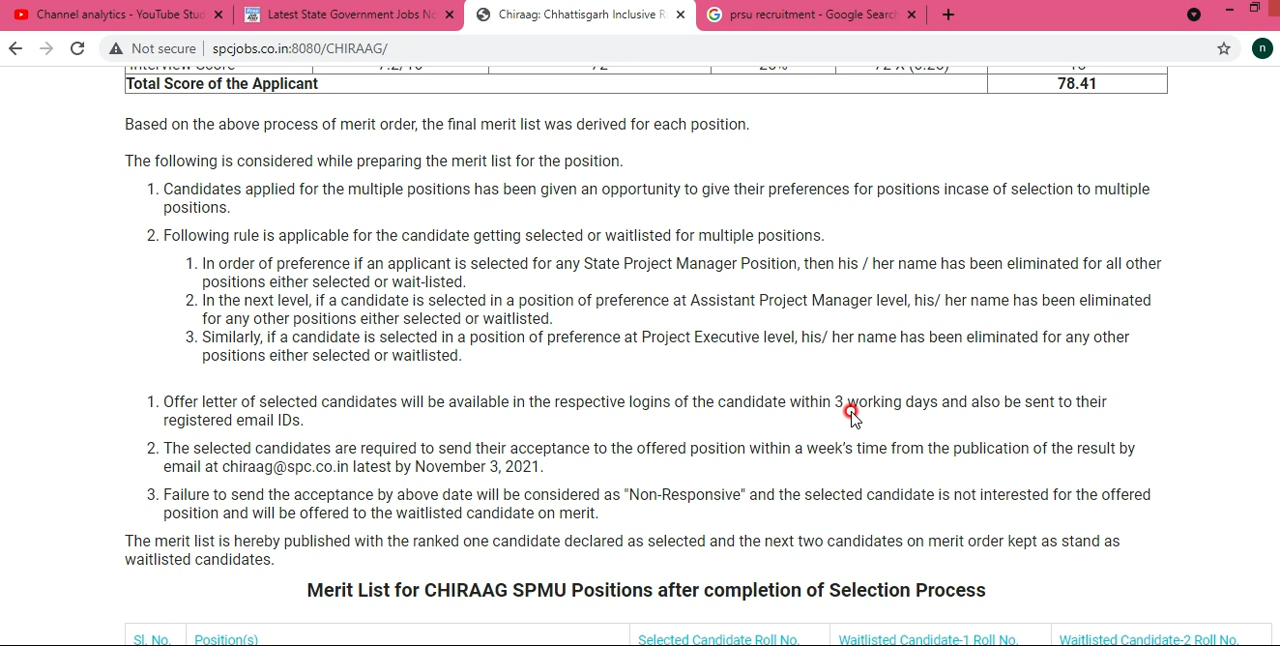 Channel analytics - YouTube Stud
Latest State Government Jobs No
Chiraag: Chhattisgarh Inclusive R
prsu recruitment - Google Search
Not secure
spcjobs.co.in:8080/CHIRAAG/
n
Interview Score 7.2/10 72
Total Score of the Applicant 78.41
Based on the above process of merit order, the final merit list was derived for each position.
The following is considered while preparing the merit list for the position.
1. Candidates applied for the multiple positions has been given an opportunity to give their preferences for positions incase of selection to multiple
positions.
2. Following rule is applicable for the candidate getting selected or waitlisted for multiple positions.
1. In order of preference if an applicant is selected for any State Project Manager Position, then his / her name has been eliminated for all other
positions either selected or wait-listed.
2. In the next level, if a candidate is selected in a position of preference at Assistant Project Manager level, his/ her name has been eliminated
for any other positions either selected or waitlisted.
3. Similarly, if a candidate is selected in a position of preference at Project Executive level, his/ her name has been eliminated for any other
positions either selected or waitlisted.
1. Offer letter of selected candidates will be available in the respective logins of the candidate within 3 working days and also be sent to their
registered email IDs.
2. The selected candidates are required to send their acceptance to the offered position within a week's time from the publication of the result by
email at chiraag@spc.co.in latest by November 3, 2021.
3. Failure to send the acceptance by above date will be considered as "Non-Responsive" and the selected candidate is not interested for the offered
position and will be offered to the waitlisted candidate on merit.
The merit list is hereby published with the ranked one candidate declared as selected and the next two candidates on merit order kept as stand as
waitlisted candidates.
Merit List for CHIRAAG SPMU Positions after completion of Selection Process
Sl. No. Position(s) Selected Candidate Roll No. Waitlisted Candidate-1 Roll No. Waitlisted Candidate-2 Roll No.